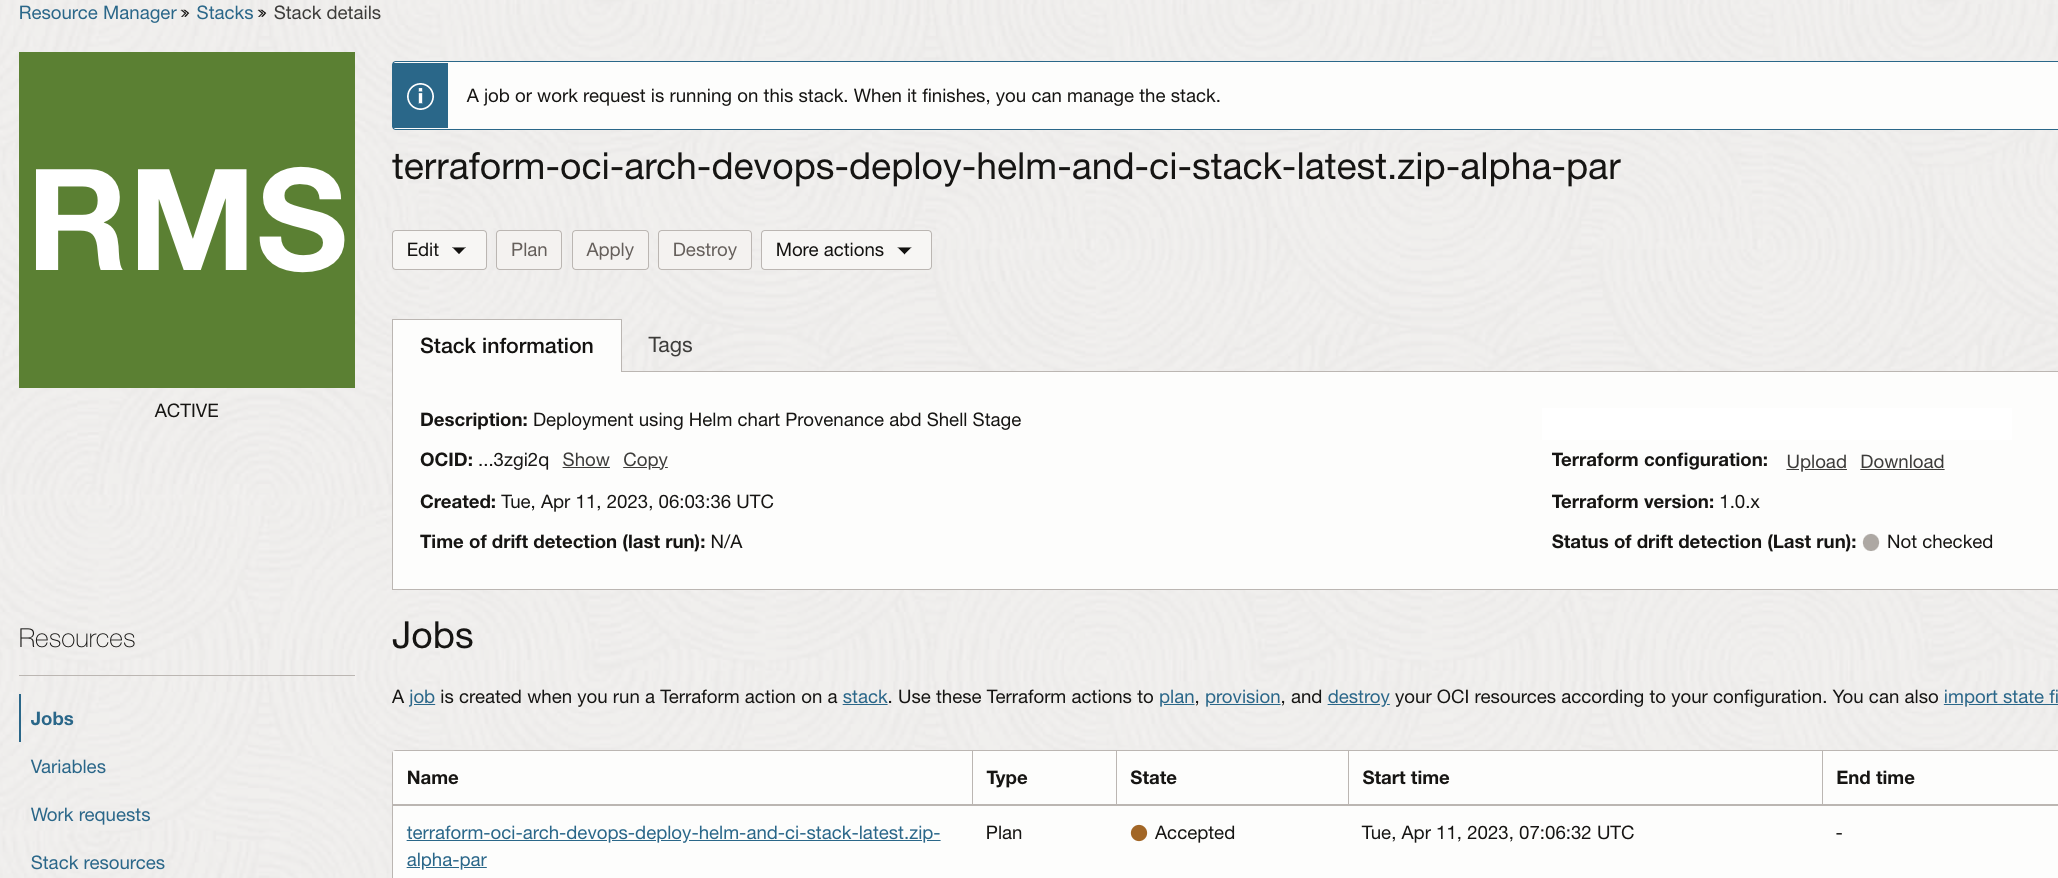 Resource Manager » Stacks » Stack details
RMS
ACTIVE
A job or work request is running on this stack. When it finishes, you can manage the stack.
terraform-oci-arch-devops-deploy-helm-and-ci-stack-latest.zip-alpha-par
Edit Plan Apply Destroy More actions
Stack information Tags
Description: Deployment using Helm chart Provenance abd Shell Stage
OCID: ...3zgi2q Show Copy
Created: Tue, Apr 11, 2023, 06:03:36 UTC
Time of drift detection (last run): N/A
Terraform configuration: Upload Download
Terraform version: 1.0.x
Status of drift detection (Last run): Not checked
Resources
Jobs
Variables
Work requests
Stack resources
Jobs
A job is created when you run a Terraform action on a stack. Use these Terraform actions to plan, provision, and destroy your OCI resources according to your configuration. You can also import state fi
Name Type State Start time End time
terraform-oci-arch-devops-deploy-helm-and-ci-stack-latest.zip- Plan Accepted Tue, Apr 11, 2023, 07:06:32 UTC -
alpha-par